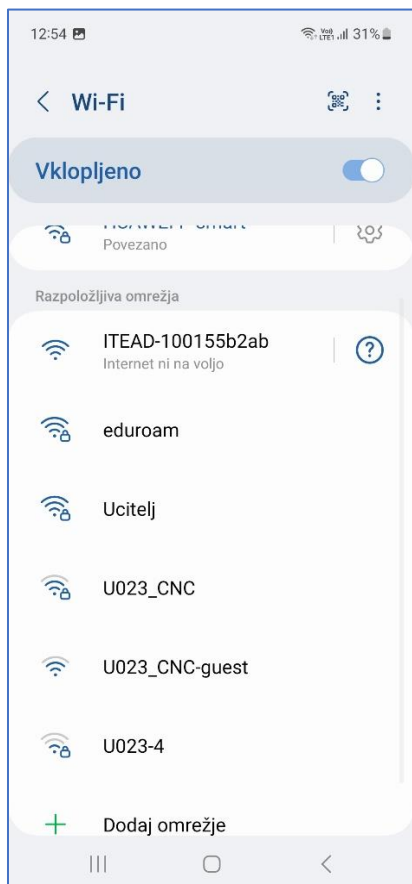 12:54 31%
Wi-Fi
Vklopljeno
Povezano
Razpoložljiva omrežja
ITEAD-100155b2ab
Internet ni na voljo
eduroam
Ucitelj
U023_CNC
U023_CNC-guest
U023-4
Dodaj omrežje